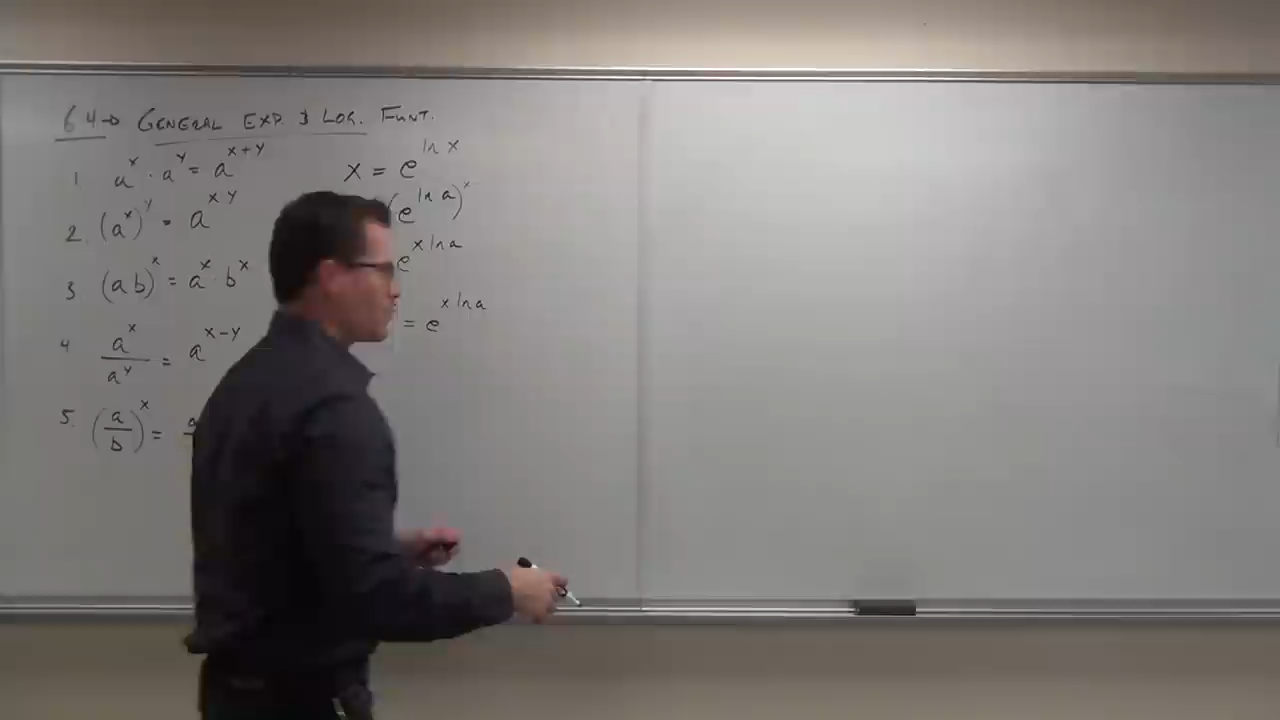 6.4→ GENERAL EXP. & LOG. FUNT.
1. a^x · a^y = a^{x+y}
2. (a^x)^y = a^{xy}
3. (ab)^x = a^x · b^x
4. a^x / a^y = a^{x-y}
5. (a/b)^x =
x = e^{ln x}
(e^{ln a})^x
e^{x ln a}
= e^{x ln a}